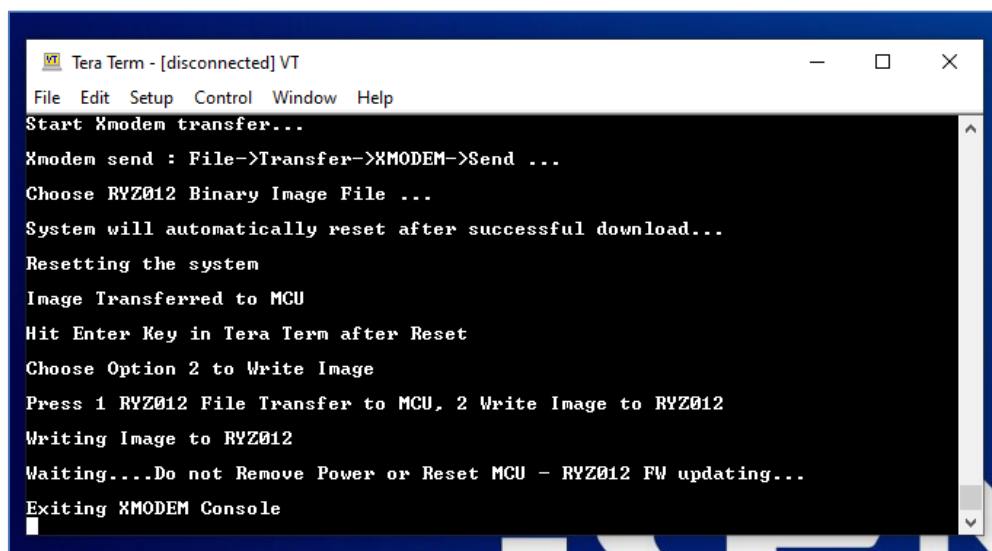 Tera Term - [disconnected] VT
File Edit Setup Control Window Help
Start Xmodem transfer...
Xmodem send : File->Transfer->XMODEM->Send ...
Choose RYZ012 Binary Image File ...
System will automatically reset after successful download...
Resetting the system
Image Transferred to MCU
Hit Enter Key in Tera Term after Reset
Choose Option 2 to Write Image
Press 1 RYZ012 File Transfer to MCU, 2 Write Image to RYZ012
Writing Image to RYZ012
Waiting....Do not Remove Power or Reset MCU - RYZ012 FW updating...
Exiting XMODEM Console